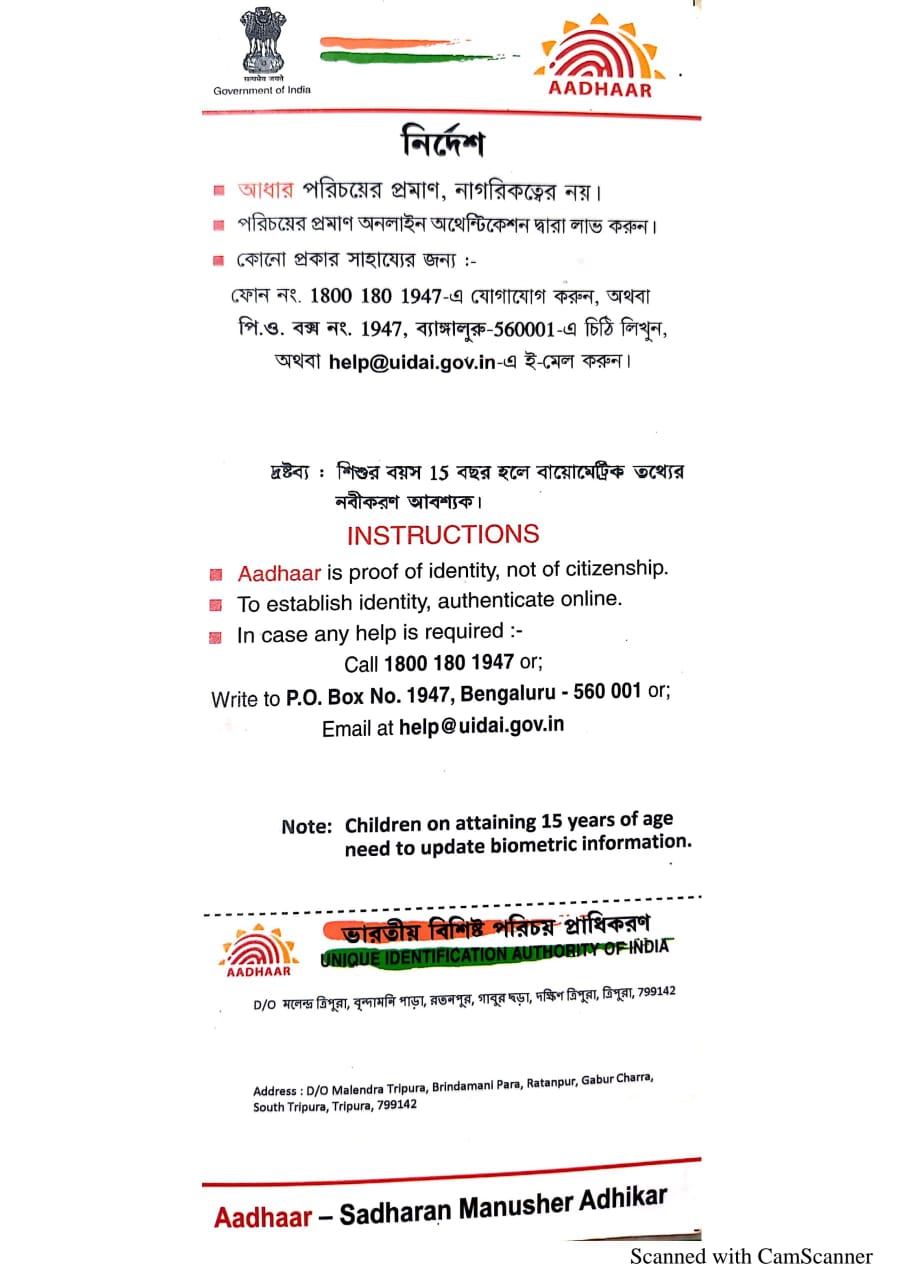 सत्यमेव जयते
Government of India
AADHAAR
নির্দেশ
আধার পরিচয়ের প্রমাণ, নাগরিকত্বের নয়।
পরিচয়ের প্রমাণ অনলাইন অথেন্টিকেশন দ্বারা লাভ করুন।
কোনো প্রকার সাহায্যের জন্য :-
ফোন নং. 1800 180 1947-এ যোগাযোগ করুন, অথবা
পি.ও. বক্স নং. 1947, ব্যাঙ্গালুরু-560001-এ চিঠি লিখুন,
অথবা help@uidai.gov.in-এ ই-মেল করুন।
দ্রষ্টব্য : শিশুর বয়স 15 বছর হলে বায়োমেট্রিক তথ্যের
নবীকরণ আবশ্যক।
INSTRUCTIONS
Aadhaar is proof of identity, not of citizenship.
To establish identity, authenticate online.
In case any help is required :-
Call 1800 180 1947 or;
Write to P.O. Box No. 1947, Bengaluru - 560 001 or;
Email at help@uidai.gov.in
Note: Children on attaining 15 years of age
need to update biometric information.
ভারতীয় বিশিষ্ট পরিচয় প্রাধিকরণ
UNIQUE IDENTIFICATION AUTHORITY OF INDIA
AADHAAR
D/O মলেন্দ্র ত্রিপুরা, বৃন্দামনি পাড়া, রতনপুর, গাবুর ছড়া, দক্ষিণ ত্রিপুরা, ত্রিপুরা, 799142
Address : D/O Malendra Tripura, Brindamani Para, Ratanpur, Gabur Charra,
South Tripura, Tripura, 799142
Aadhaar – Sadharan Manusher Adhikar
Scanned with CamScanner